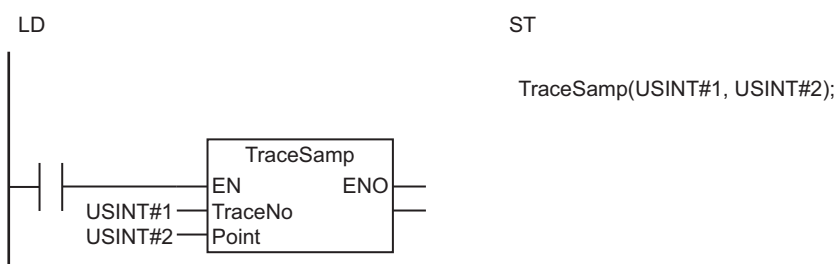 LD
ST
TraceSamp(USINT#1, USINT#2);
TraceSamp
EN ENO
USINT#1 TraceNo
USINT#2 Point